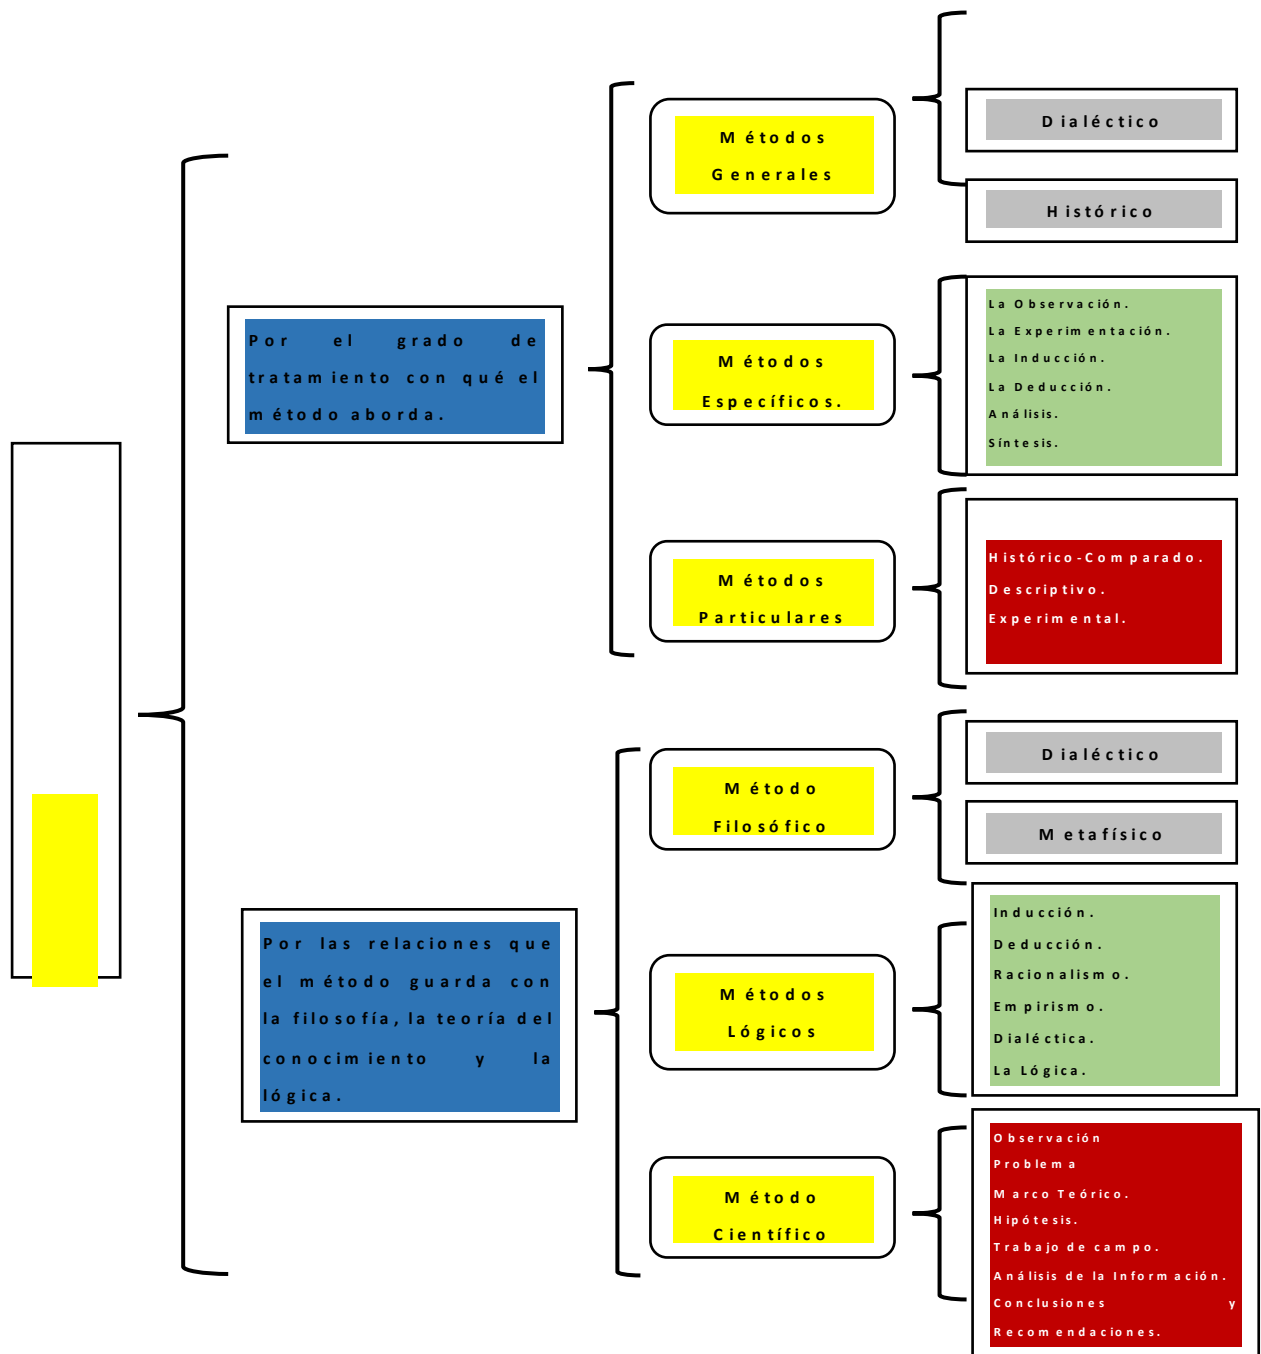 Métodos
Generales
Dialéctico
Histórico
Por el grado de
tratamiento con qué el
método aborda.
Métodos
Específicos.
La Observación.
La Experimentación.
La Inducción.
La Deducción.
Análisis.
Síntesis.
Métodos
Particulares
Histórico-Comparado.
Descriptivo.
Experimental.
Por las relaciones que
el método guarda con
la filosofía, la teoría del
conocimiento y la
lógica.
Método
Filosófico
Dialéctico
Metafísico
Métodos
Lógicos
Inducción.
Deducción.
Racionalismo.
Empirismo.
Dialéctica.
La Lógica.
Método
Científico
Observación
Problema
Marco Teórico.
Hipótesis.
Trabajo de campo.
Análisis de la Información.
Conclusiones y
Recomendaciones.